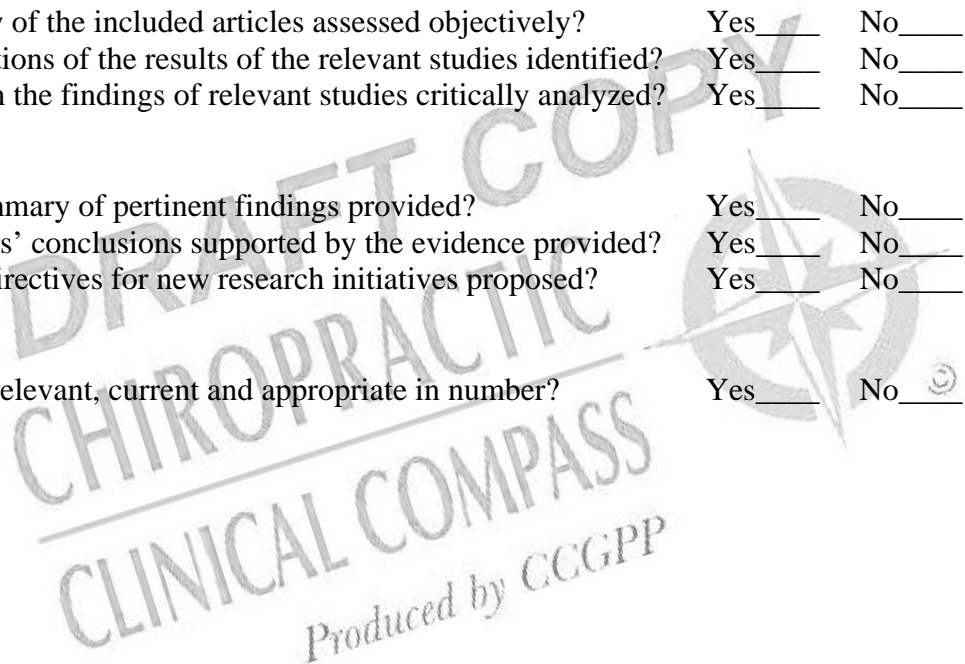 y of the included articles assessed objectively? Yes____ No____
tions of the results of the relevant studies identified? Yes____ No____
n the findings of relevant studies critically analyzed? Yes____ No____
mmary of pertinent findings provided? Yes____ No____
s’ conclusions supported by the evidence provided? Yes____ No____
irectives for new research initiatives proposed? Yes____ No____
elevant, current and appropriate in number? Yes____ No____
DRAFT COPY
CHIROPRACTIC
CLINICAL COMPASS
Produced by CCGPP
©